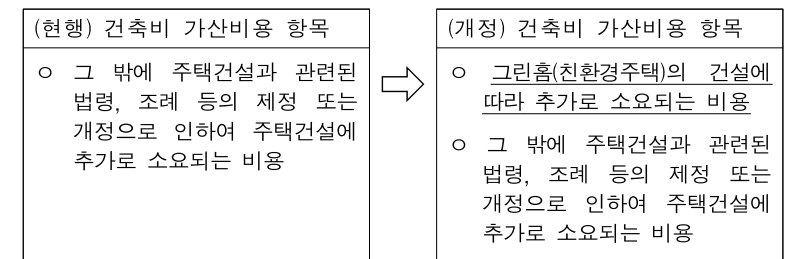 (현행) 건축비 가산비용 항목
ㅇ 그 밖에 주택건설과 관련된
법령, 조례 등의 제정 또는
개정으로 인하여 주택건설에
추가로 소요되는 비용
(개정) 건축비 가산비용 항목
ㅇ 그린홈(친환경주택)의 건설에
따라 추가로 소요되는 비용
ㅇ 그 밖에 주택건설과 관련된
법령, 조례 등의 제정 또는
개정으로 인하여 주택건설에
추가로 소요되는 비용